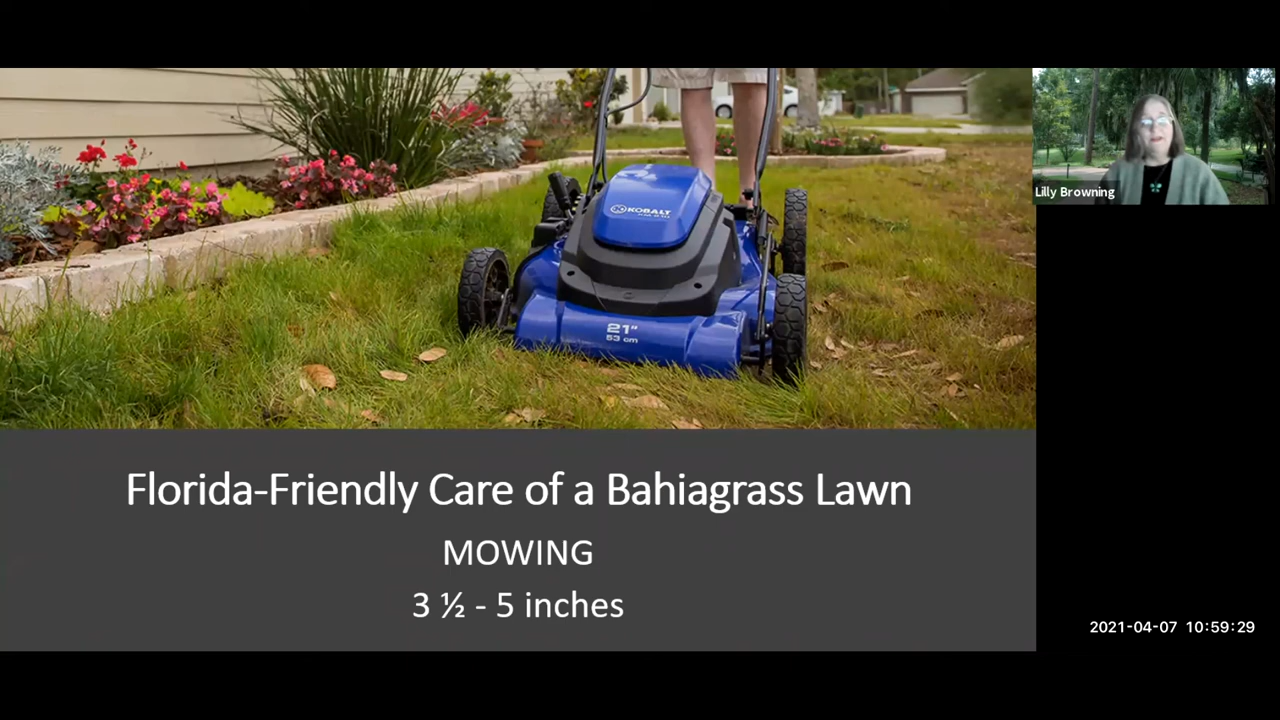 Lilly Browning
KOBALT
21"
53 cm
Florida-Friendly Care of a Bahiagrass Lawn
MOWING
3 ½ - 5 inches
2021-04-07 10:59:29